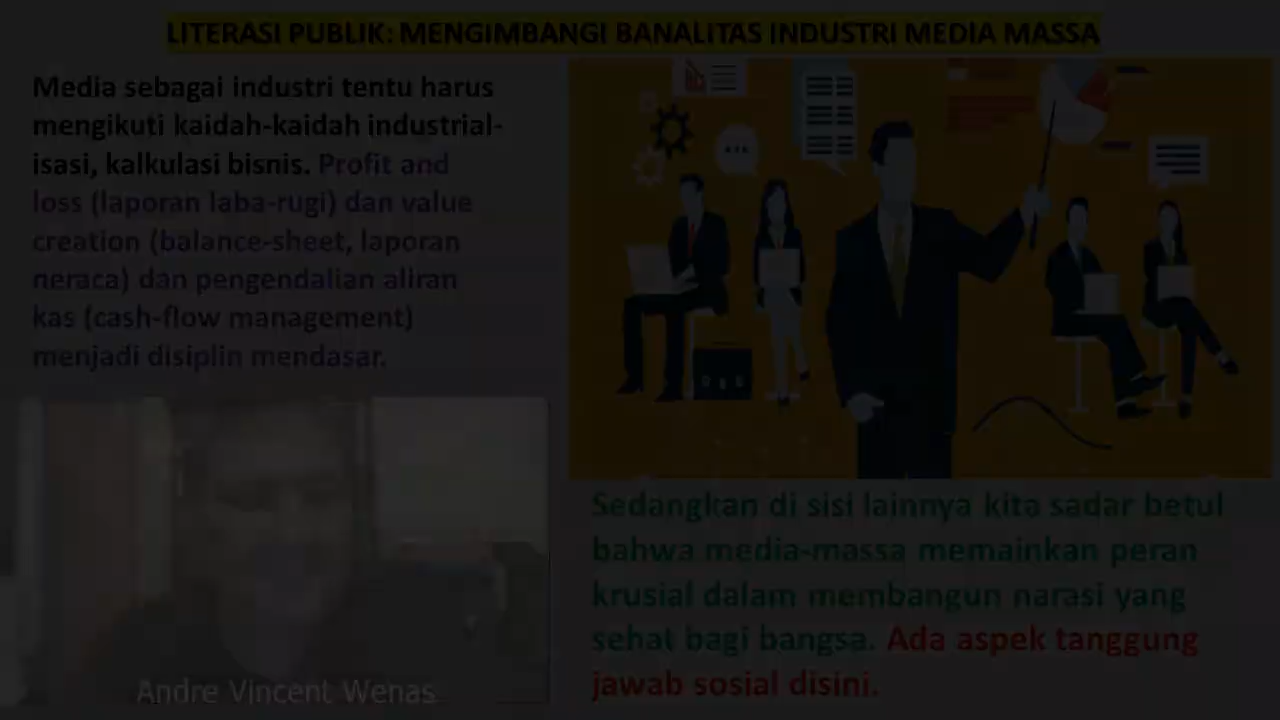 LITERASI PUBLIK: MENGIMBANGI BANALITAS INDUSTRI MEDIA MASSA
Media sebagai industri tentu harus
mengikuti kaidah-kaidah industrial-
isasi, kalkulasi bisnis. Profit and
loss (laporan laba-rugi) dan value
creation (balance-sheet, laporan
neraca) dan pengendalian aliran
kas (cash-flow management)
menjadi disiplin mendasar.
Andre Vincent Wenas
Sedangkan di sisi lainnya kita sadar betul
bahwa media-massa memainkan peran
krusial dalam membangun narasi yang
sehat bagi bangsa. Ada aspek tanggung
jawab sosial disini.